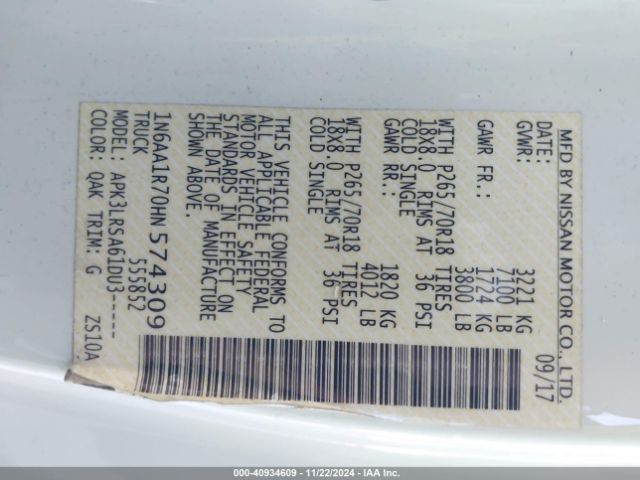 MFD BY NISSAN MOTOR CO., LTD.
DATE: 09/17
GVWR: 3221 KG
7100 LB
GAWR FR.: 1724 KG
3800 LB
WITH P265/70R18 TIRES
18X8.0 RIMS AT 36 PSI
COLD SINGLE
GAWR RR.: 1820 KG
4012 LB
WITH P265/70R18 TIRES
18X8.0 RIMS AT 36 PSI
COLD SINGLE
THIS VEHICLE CONFORMS TO
ALL APPLICABLE FEDERAL
MOTOR VEHICLE SAFETY
STANDARDS IN EFFECT ON
THE DATE OF MANUFACTURE
SHOWN ABOVE.
1N6AA1R70HN574309
TRUCK 555852
MODEL: APK3LRSA61DU3-----
COLOR: QAK TRIM: G ZS10A
000-40934609 - 11/22/2024 - IAA Inc.